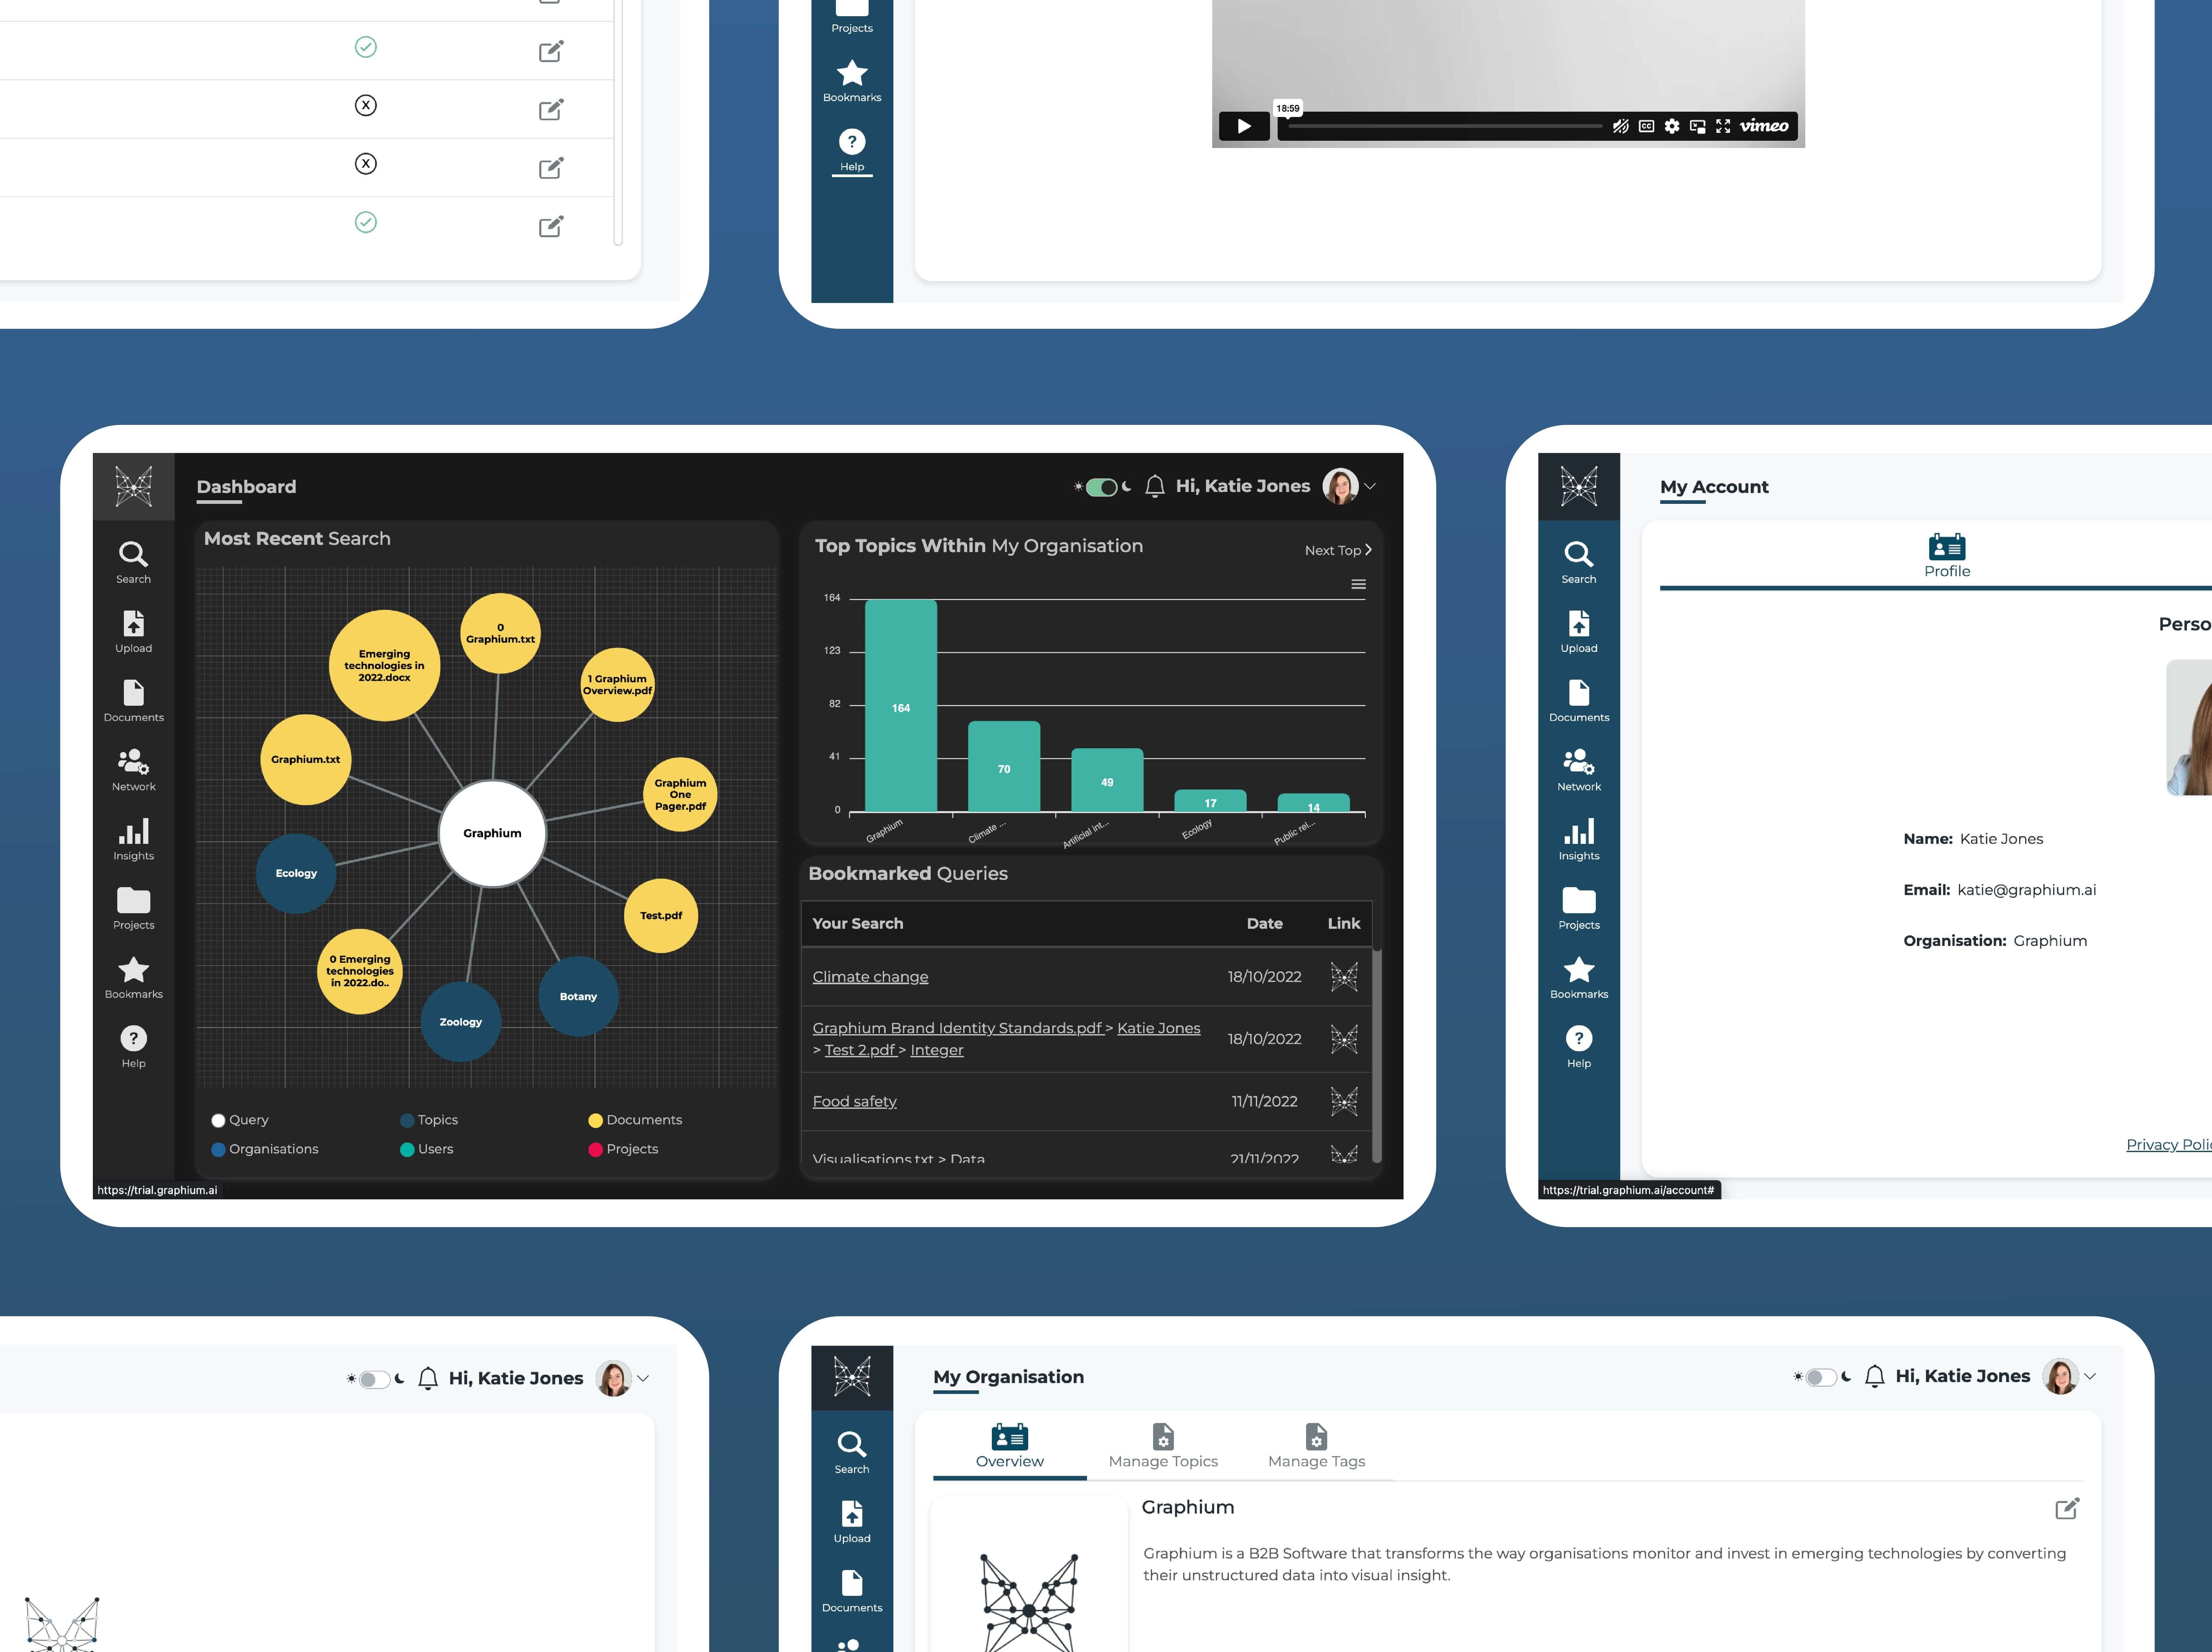 Projects
Bookmarks
?
Help
18:59
CC
vimeo
X
X
Dashboard
Hi, Katie Jones
Search
Upload
Documents
Network
Insights
Projects
Bookmarks
?
Help
Most Recent Search
Emerging
technologies in
2022.docx
0
Graphium.txt
1 Graphium
Overview.pdf
Graphium.txt
Graphium
One
Pager.pdf
Graphium
Ecology
Test.pdf
0 Emerging
technologies
in 2022.do..
Zoology
Botany
Query
Topics
Documents
Organisations
Users
Projects
https://trial.graphium.ai
Top Topics Within My Organisation
Next Top
164
123
82
41
0
164
70
49
17
14
Graphium
Climate ...
Artificial int...
Ecology
Public rel...
Bookmarked Queries
Your Search Date Link
Climate change 18/10/2022
Graphium Brand Identity Standards.pdf > Katie Jones
> Test 2.pdf > Integer
18/10/2022
Food safety 11/11/2022
Visualisations.txt > Data 21/11/2022
My Account
Search
Upload
Documents
Network
Insights
Projects
Bookmarks
?
Help
Profile
Perso
Name: Katie Jones
Email: katie@graphium.ai
Organisation: Graphium
Privacy Polic
https://trial.graphium.ai/account#
Hi, Katie Jones
My Organisation
Hi, Katie Jones
Search
Upload
Documents
Overview
Manage Topics
Manage Tags
Graphium
Graphium is a B2B Software that transforms the way organisations monitor and invest in emerging technologies by converting
their unstructured data into visual insight.